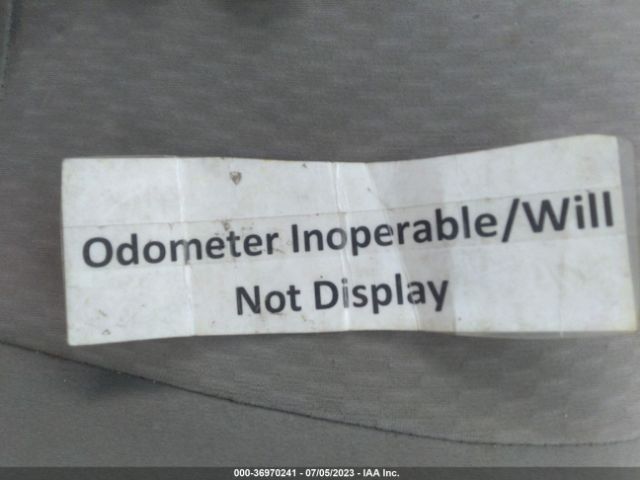 Odometer Inoperable/Will
Not Display
000-36970241 - 07/05/2023 - IAA Inc.